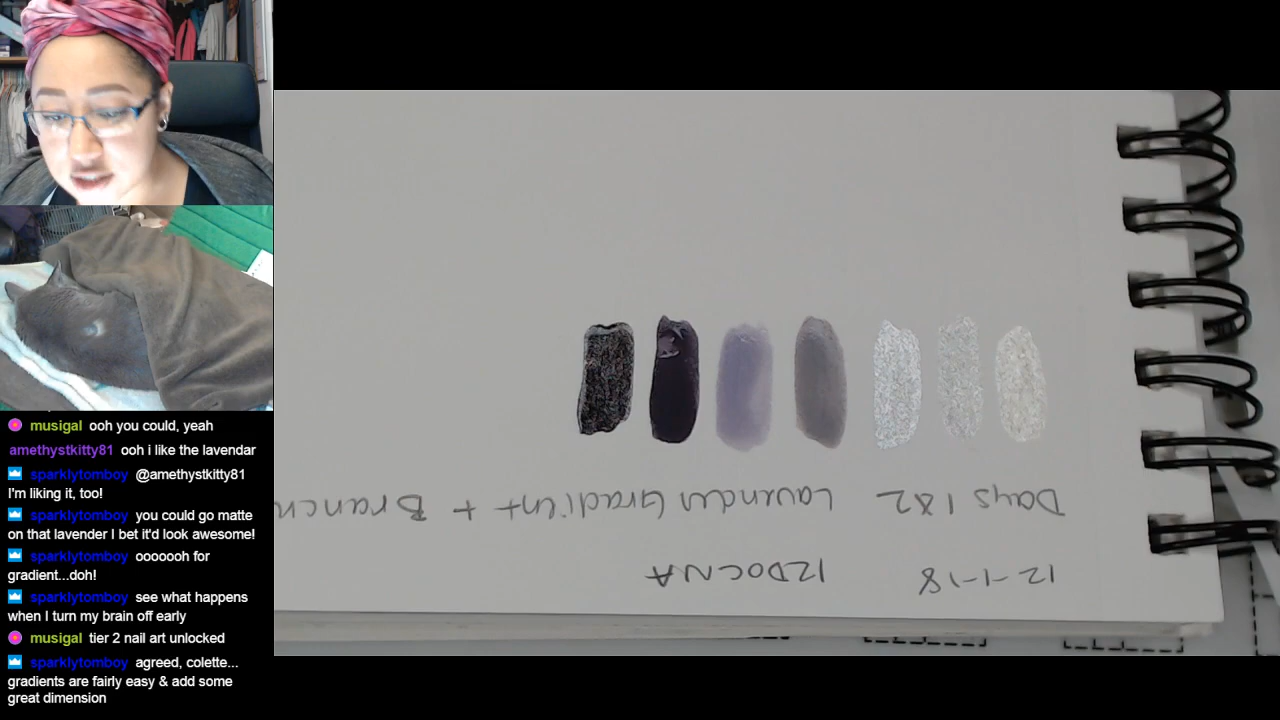 musigal ooh you could, yeah
amethystkitty81 ooh i like the lavendar
sparklytomboy @amethystkitty81
I'm liking it, too!
sparklytomboy you could go matte
on that lavender I bet it'd look awesome!
sparklytomboy oooooh for
gradient...doh!
sparklytomboy see what happens
when I turn my brain off early
musigal tier 2 nail art unlocked
sparklytomboy agreed, colette...
gradients are fairly easy & add some
great dimension
12-1-18 12DOCNA
Days 1&2 Lavender Gradient + Branch